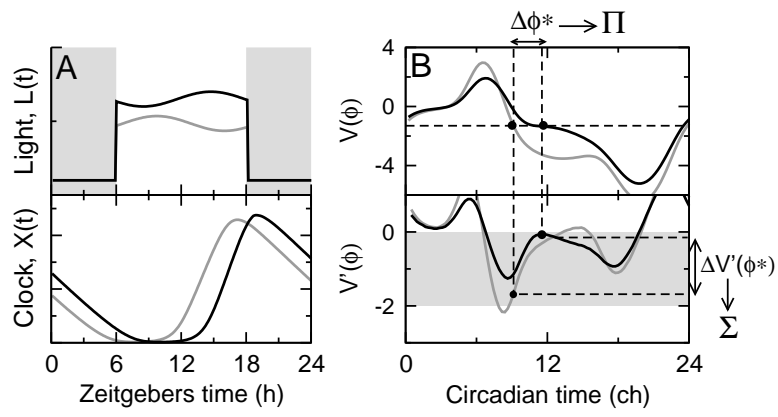 Δϕ* → Π
A
B
Light, L(t)
Clock, X(t)
0 6 12 18 24
Zeitgebers time (h)
4
0
-4
V(ϕ)
0
-2
V'(ϕ)
0 6 12 24
Circadian time (ch)
ΔV'(ϕ*)
Σ